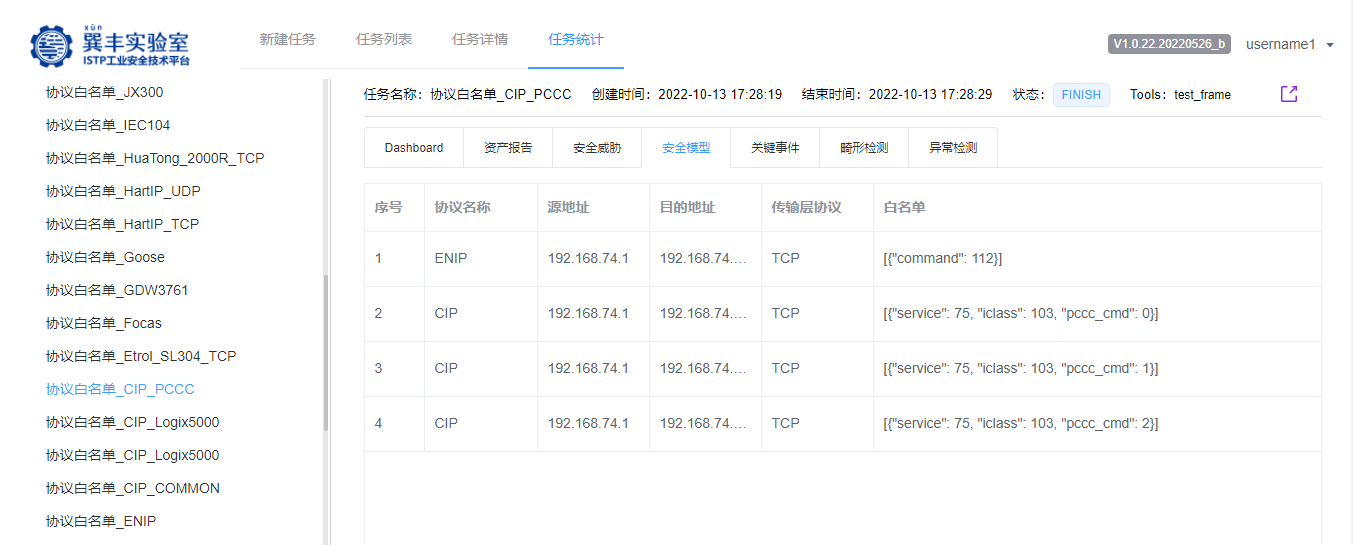 xùn
巽丰实验室
ISTP工业安全技术平台
新建任务 任务列表 任务详情 任务统计
V1.0.22.20220526_b username1
协议白名单_JX300
协议白名单_IEC104
协议白名单_HuaTong_2000R_TCP
协议白名单_HartIP_UDP
协议白名单_HartIP_TCP
协议白名单_Goose
协议白名单_GDW3761
协议白名单_Focas
协议白名单_Etrol_SL304_TCP
协议白名单_CIP_PCCC
协议白名单_CIP_Logix5000
协议白名单_CIP_Logix5000
协议白名单_CIP_COMMON
协议白名单_ENIP
任务名称：协议白名单_CIP_PCCC 创建时间：2022-10-13 17:28:19 结束时间：2022-10-13 17:28:29 状态： FINISH Tools：test_frame
Dashboard 资产报告 安全威胁 安全模型 关键事件 畸形检测 异常检测
序号 协议名称 源地址 目的地址 传输层协议 白名单
1 ENIP 192.168.74.1 192.168.74.... TCP [{"command": 112}]
2 CIP 192.168.74.1 192.168.74.... TCP [{"service": 75, "iclass": 103, "pccc_cmd": 0}]
3 CIP 192.168.74.1 192.168.74.... TCP [{"service": 75, "iclass": 103, "pccc_cmd": 1}]
4 CIP 192.168.74.1 192.168.74.... TCP [{"service": 75, "iclass": 103, "pccc_cmd": 2}]